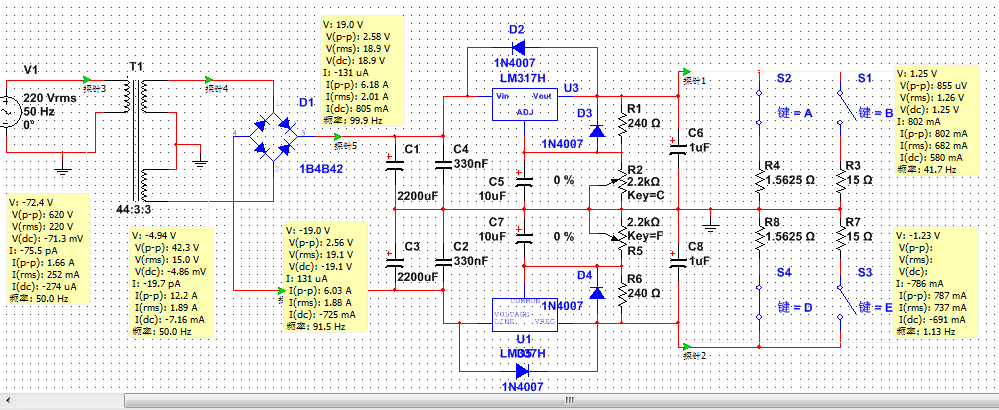 V1
220 Vrms
50 Hz
0°
探针3
T1
44:3:3
探针4
D1
1B4B42
4
3
探针5
V: 19.0 V
V(p-p): 2.58 V
V(rms): 18.9 V
V(dc): 18.9 V
I: -131 uA
I(p-p): 6.18 A
I(rms): 2.01 A
I(dc): 805 mA
频率: 99.9 Hz
D2
1N4007
LM317H
U3
Vin
Vout
ADJ
D3
1N4007
R1
240 Ω
探针1
C1
2200uF
C4
330nF
C5
10uF
0 %
R2
2.2kΩ
Key=C
C6
1uF
S2
键 = A
S1
键 = B
R4
1.5625 Ω
R3
15 Ω
V: 1.25 V
V(p-p): 855 uV
V(rms): 1.26 V
V(dc): 1.25 V
I: 802 mA
I(p-p): 802 mA
I(rms): 682 mA
I(dc): 580 mA
频率: 41.7 Hz
V: -72.4 V
V(p-p): 620 V
V(rms): 220 V
V(dc): -71.3 mV
I: -75.5 pA
I(p-p): 1.66 A
I(rms): 252 mA
I(dc): -274 uA
频率: 50.0 Hz
V: -4.94 V
V(p-p): 42.3 V
V(rms): 15.0 V
V(dc): -4.86 mV
I: -19.7 pA
I(p-p): 12.2 A
I(rms): 1.89 A
I(dc): -7.16 mA
频率: 50.0 Hz
V: -19.0 V
V(p-p): 2.56 V
V(rms): 19.1 V
V(dc): -19.1 V
I: 131 uA
I(p-p): 6.03 A
I(rms): 1.88 A
I(dc): -725 mA
频率: 91.5 Hz
C3
2200uF
C2
330nF
C7
10uF
0 %
2.2kΩ
Key=F
R5
C8
1uF
D4
1N4007
R6
240 Ω
COMMON
VOLTAGE
LINE
VREG
U1
LM317H
D5
1N4007
探针2
R8
1.5625 Ω
R7
15 Ω
S4
键 = D
S3
键 = E
V: -1.23 V
V(p-p):
V(rms):
V(dc):
I: -786 mA
I(p-p): 787 mA
I(rms): 737 mA
I(dc): -691 mA
频率: 1.13 Hz